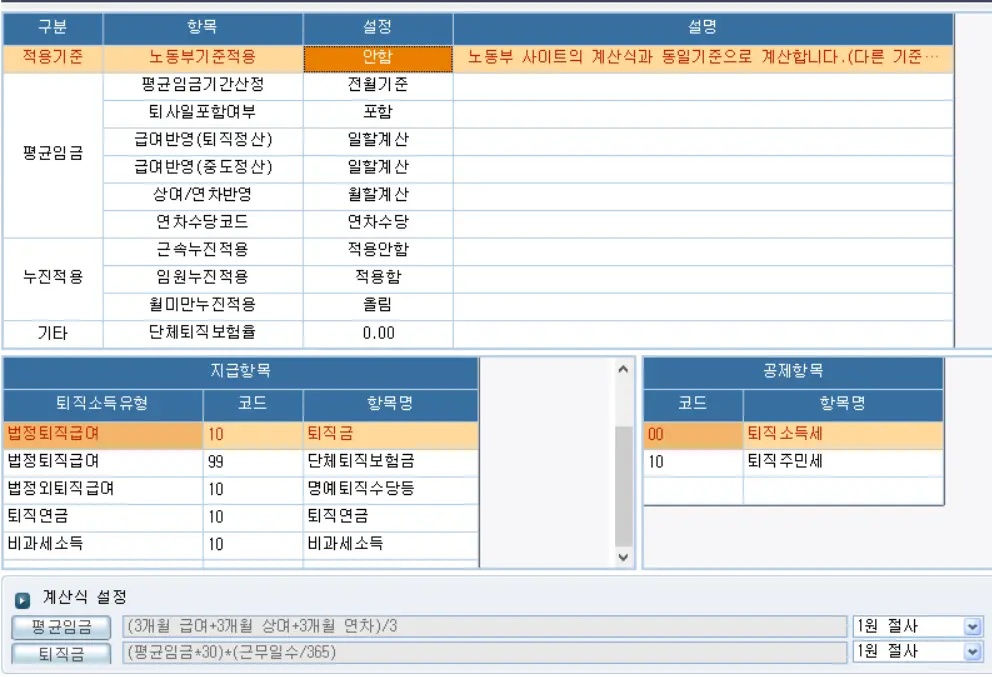 구분 항목 설정 설명
적용기준 노동부기준적용 안함 노동부 사이트의 계산식과 동일기준으로 계산합니다.(다른 기준…
평균임금 평균임금기간산정 전월기준
퇴사일포함여부 포함
급여반영(퇴직정산) 일할계산
급여반영(중도정산) 일할계산
상여/연차반영 월할계산
연차수당코드 연차수당
누진적용 근속누진적용 적용안함
임원누진적용 적용함
월미만누진적용 올림
기타 단체퇴직보험율 0.00
지급항목
퇴직소득유형 코드 항목명
법정퇴직급여 10 퇴직금
법정퇴직급여 99 단체퇴직보험금
법정외퇴직급여 10 명예퇴직수당등
퇴직연금 10 퇴직연금
비과세소득 10 비과세소득
공제항목
코드 항목명
00 퇴직소득세
10 퇴직주민세
계산식 설정
평균임금 (3개월 급여+3개월 상여+3개월 연차)/3 1원 절사
퇴직금 (평균임금*30)*(근무일수/365) 1원 절사